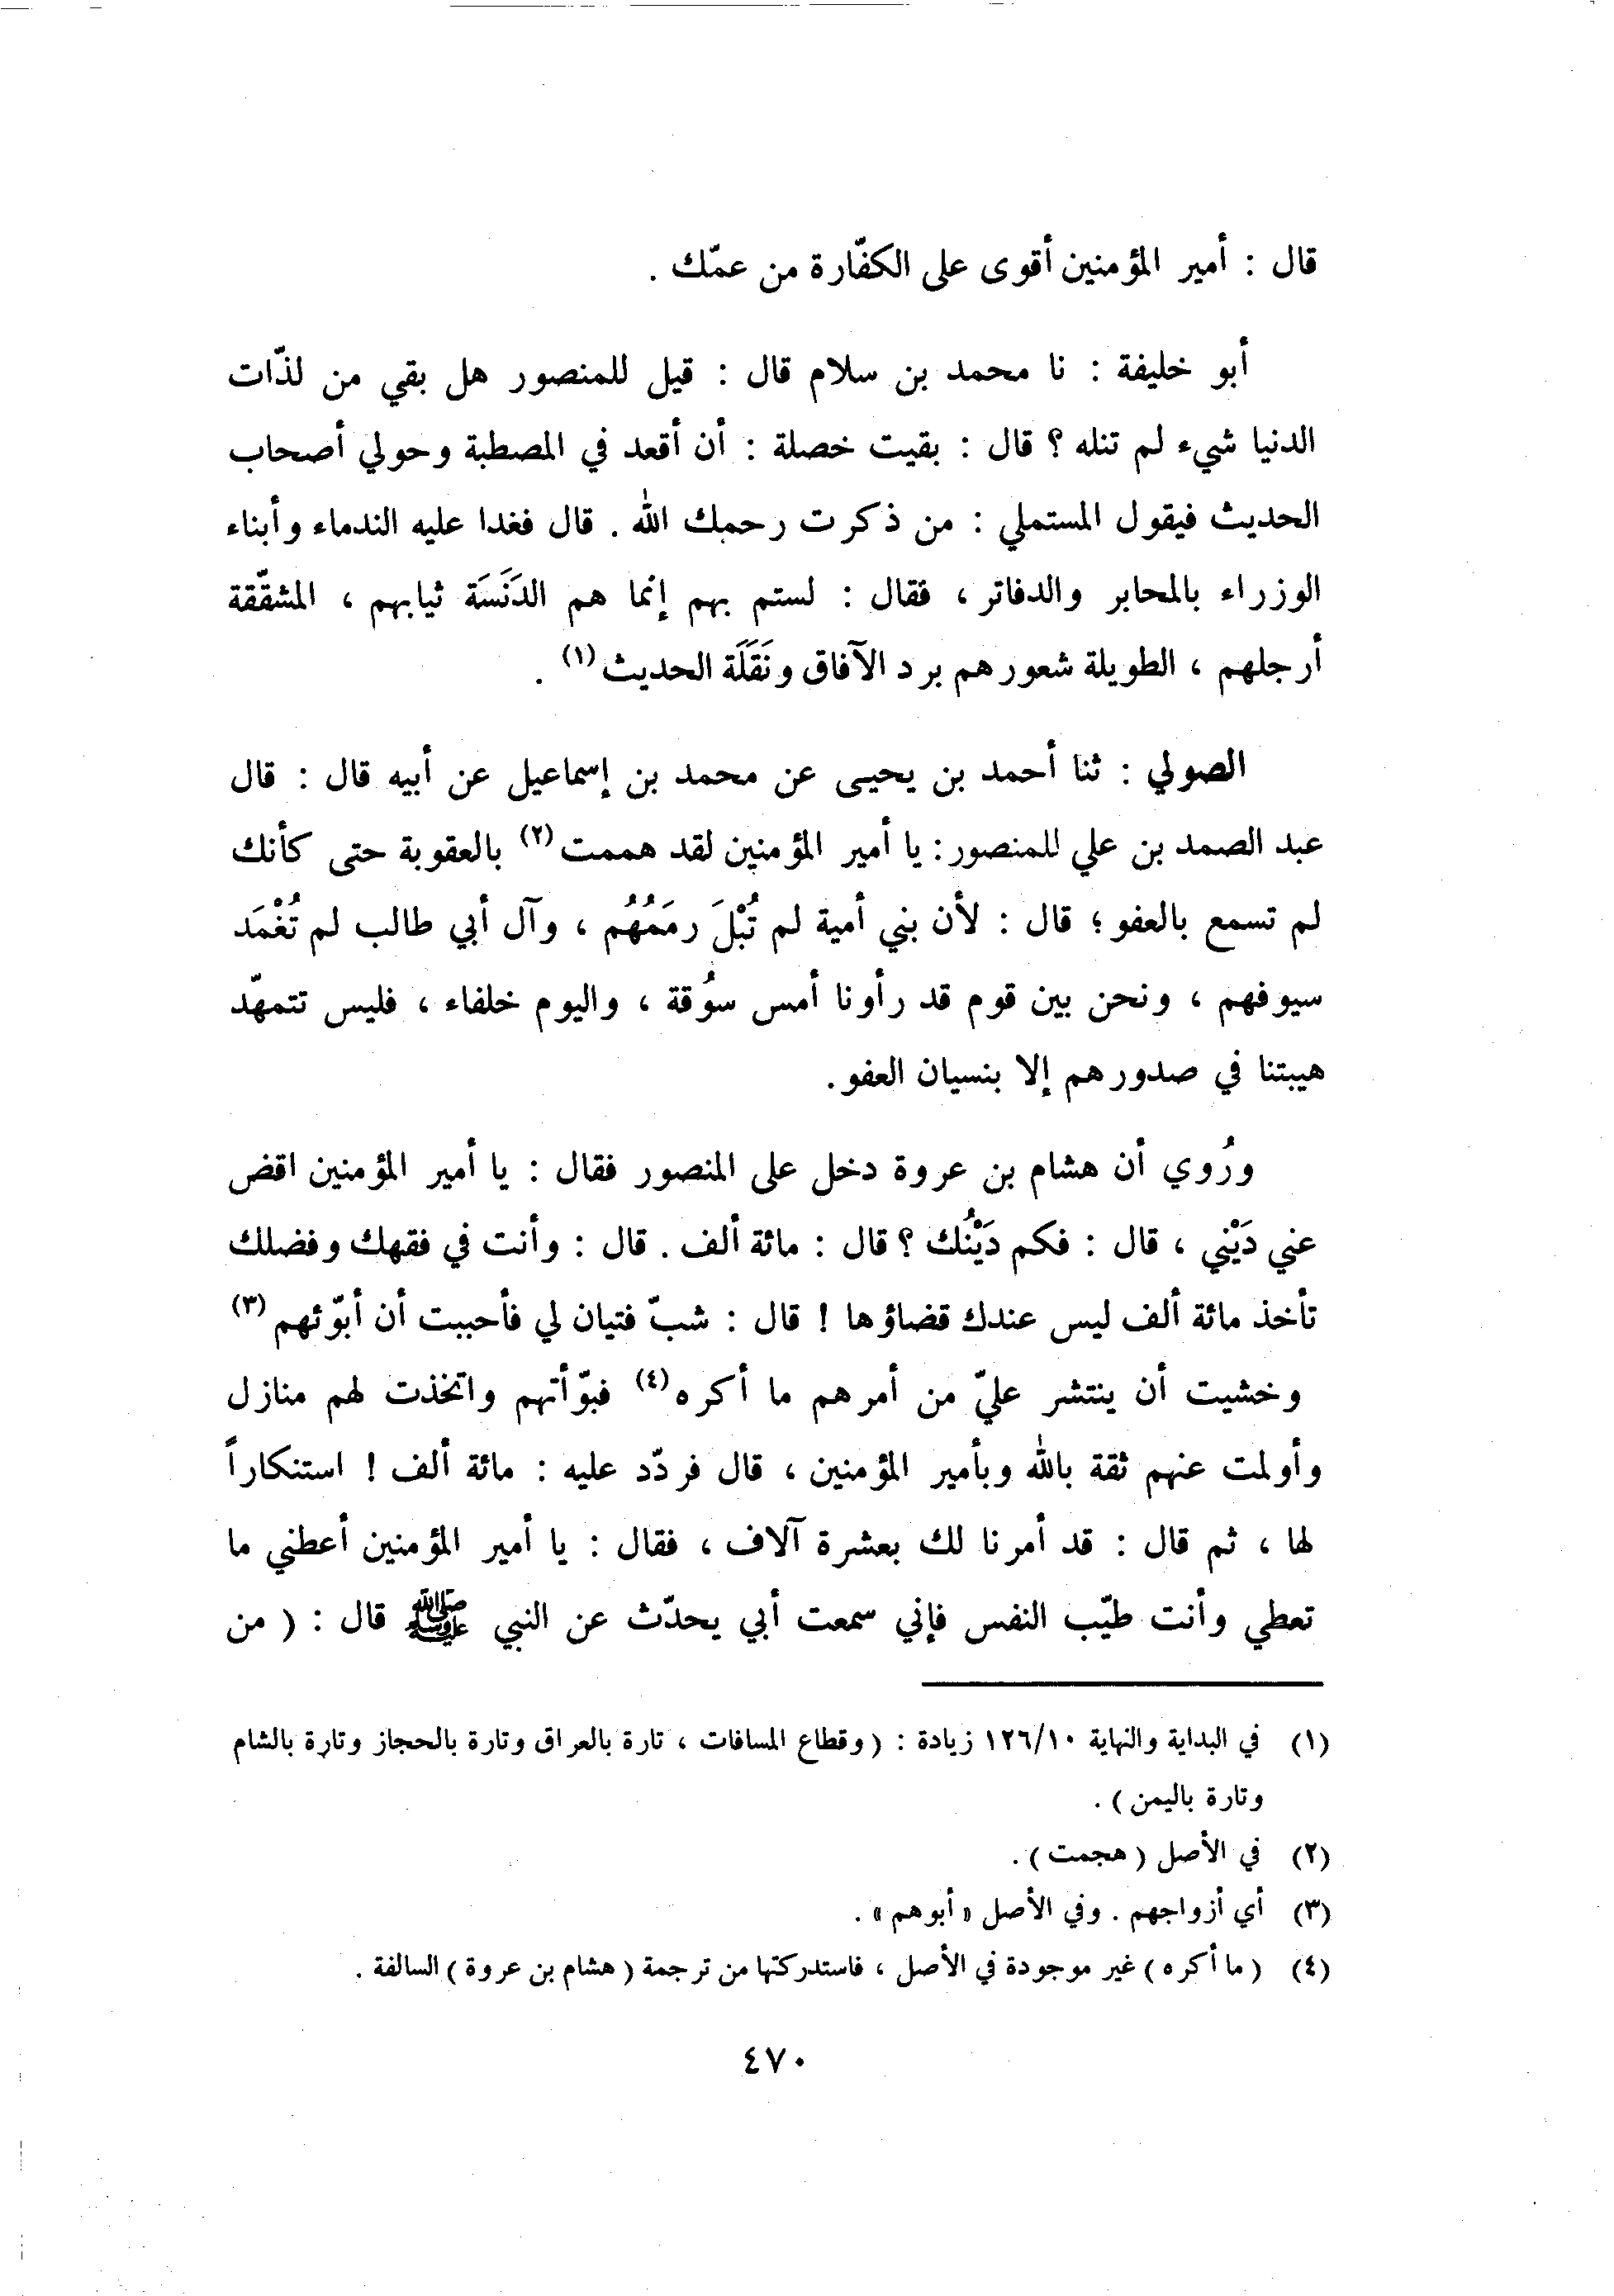 قال : أمير المؤمنين أقوى على الكفّارة من عمّك .
أبو خليفة : نا محمد بن سلام قال : قيل للمنصور هل بقي من لذّات
الدنيا شيء لم تنله ؟ قال : بقيت خصلة : أن أقعد في المصطبة وحولي أصحاب
الحديث فيقول المستملي : من ذكرت رحمك الله . قال فغدا عليه الندماء وأبناء
الوزراء بالمحابر والدفاتر ، فقال : لستم بهم إنما هم الدَنَسَة ثيابهم ، المشقّقة
أرجلهم ، الطويلة شعورهم برد الآفاق ونَقَلَة الحديث (١) .
الصولي : ثنا أحمد بن يحيى عن محمد بن إسماعيل عن أبيه قال : قال
عبد الصمد بن علي للمنصور : يا أمير المؤمنين لقد هممت (٢) بالعقوبة حتى كأنك
لم تسمع بالعفو ؛ قال : لأن بني أمية لم تُبْلَ رمَمُهُم ، وآل أبي طالب لم تُغْمَد
سيوفهم ، ونحن بين قوم قد رأونا أمس سوُقة ، واليوم خلفاء ، فليس تتمهّد
هيبتنا في صدورهم إلا بنسيان العفو .
ورُوي أن هشام بن عروة دخل على المنصور فقال : يا أمير المؤمنين اقض
عني دَيْني ، قال : فكم دَيْنُك ؟ قال : مائة ألف . قال : وأنت في فقهك وفضلك
تأخذ مائة ألف ليس عندك قضاؤها ! قال : شبّ فتيان لي فأحببت أن أبوّئهم (٣)
وخشيت أن ينتشر عليّ من أمرهم ما أكره (٤) فبوّأتهم واتخذت لهم منازل
وأولمت عنهم ثقة بالله وبأمير المؤمنين ، قال فردّد عليه : مائة ألف ! استنكاراً
لها ، ثم قال : قد أمرنا لك بعشرة آلاف ، فقال : يا أمير المؤمنين أعطني ما
تعطي وأنت طيّب النفس فإني سمعت أبي يحدّث عن النبي ﷺ قال : ( من
(١) في البداية والنهاية ١٢٦/١٠ زيادة : ( وقطاع المسافات ، تارة بالعراق وتارة بالحجاز وتارة بالشام
وتارة باليمن ) .
(٢) في الأصل ( هجمت ) .
(٣) أي أزواجهم . وفي الأصل « أبوهم » .
(٤) ( ما أكره ) غير موجودة في الأصل ، فاستدركتها من ترجمة ( هشام بن عروة ) السالفة .
٤٧٠